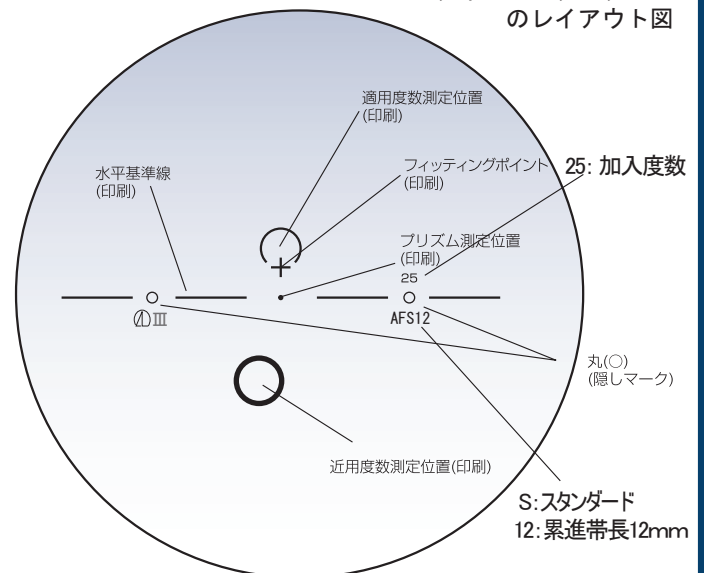 のレイアウト図
適用度数測定位置
(印刷)
水平基準線
(印刷)
フィッティングポイント
(印刷)
25: 加入度数
プリズム測定位置
(印刷)
25
Ⅲ
AFS12
丸(○)
(隠しマーク)
近用度数測定位置(印刷)
S:スタンダード
12:累進帯長12mm